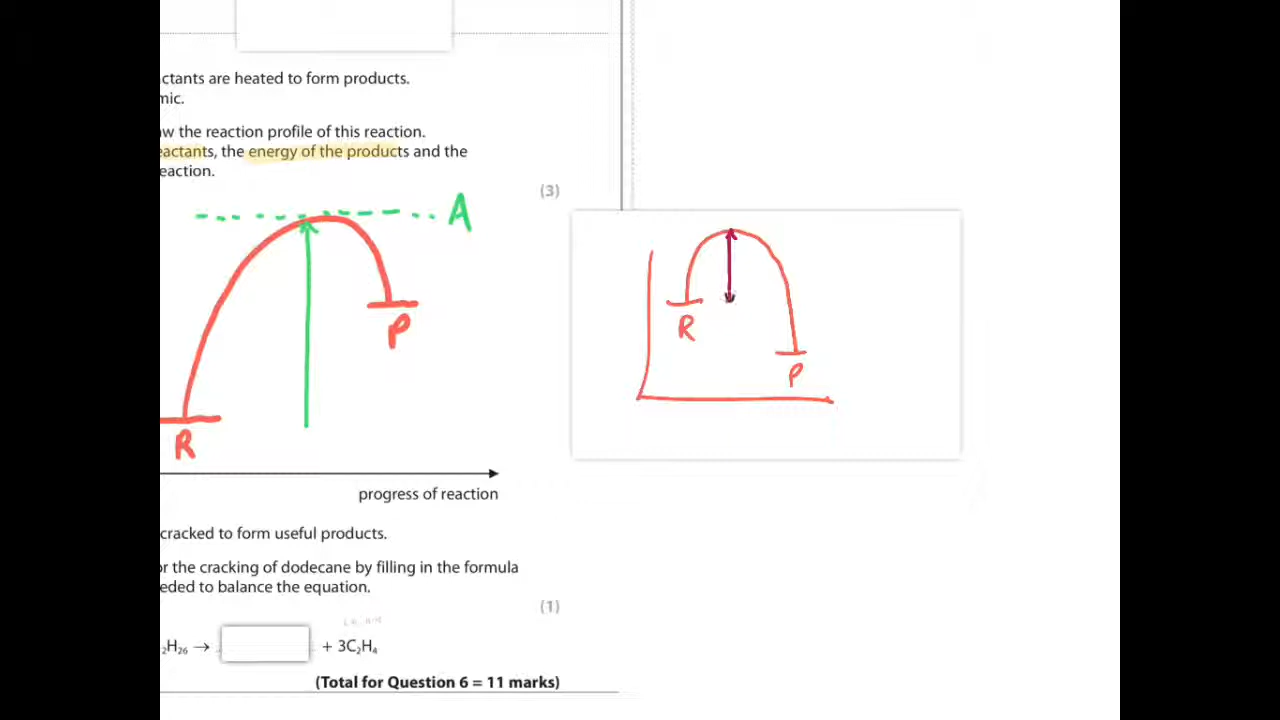 ctants are heated to form products.
mic.
aw the reaction profile of this reaction.
eactants, the energy of the products and the
eaction.
(3)
A
P
R
R
P
progress of reaction
cracked to form useful products.
or the cracking of dodecane by filling in the formula
eded to balance the equation.
(1)
₂H₂₆ → + 3C₂H₄
(Total for Question 6 = 11 marks)